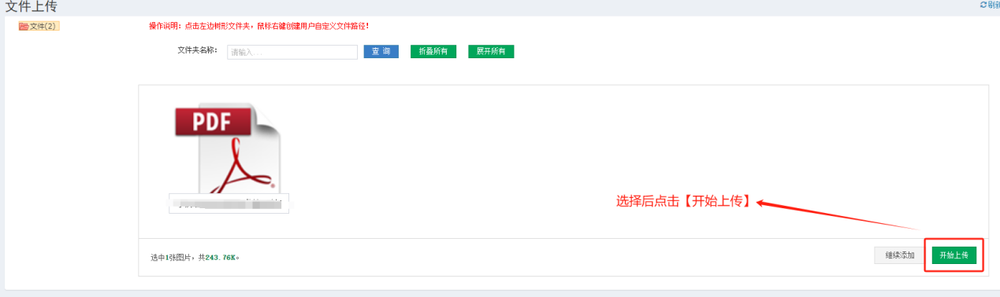 文件上传
刷新
文件(2)
操作说明：点击左边树形文件夹，鼠标右键创建用户自定义文件路径！
文件夹名称： 请输入... 查 询 折叠所有 展开所有
PDF
选择后点击【开始上传】
选中1张图片，共243.76K。
继续添加 开始上传